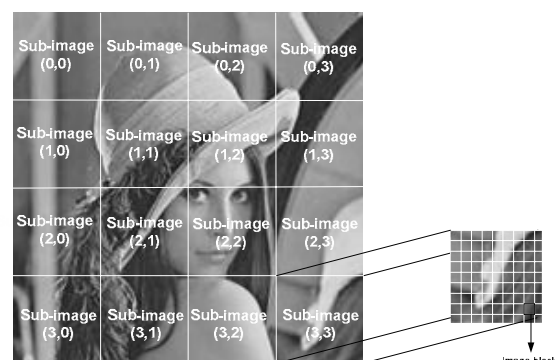 Sub-image Sub-image Sub-image Sub-image
(0,0) (0,1) (0,2) (0,3)
Sub-image Sub-image Sub-image Sub-image
(1,0) (1,1) (1,2) (1,3)
Sub-image Sub-image Sub-image Sub-image
(2,0) (2,1) (2,2) (2,3)
Sub-image Sub-image Sub-image Sub-image
(3,0) (3,1) (3,2) (3,3)
image block